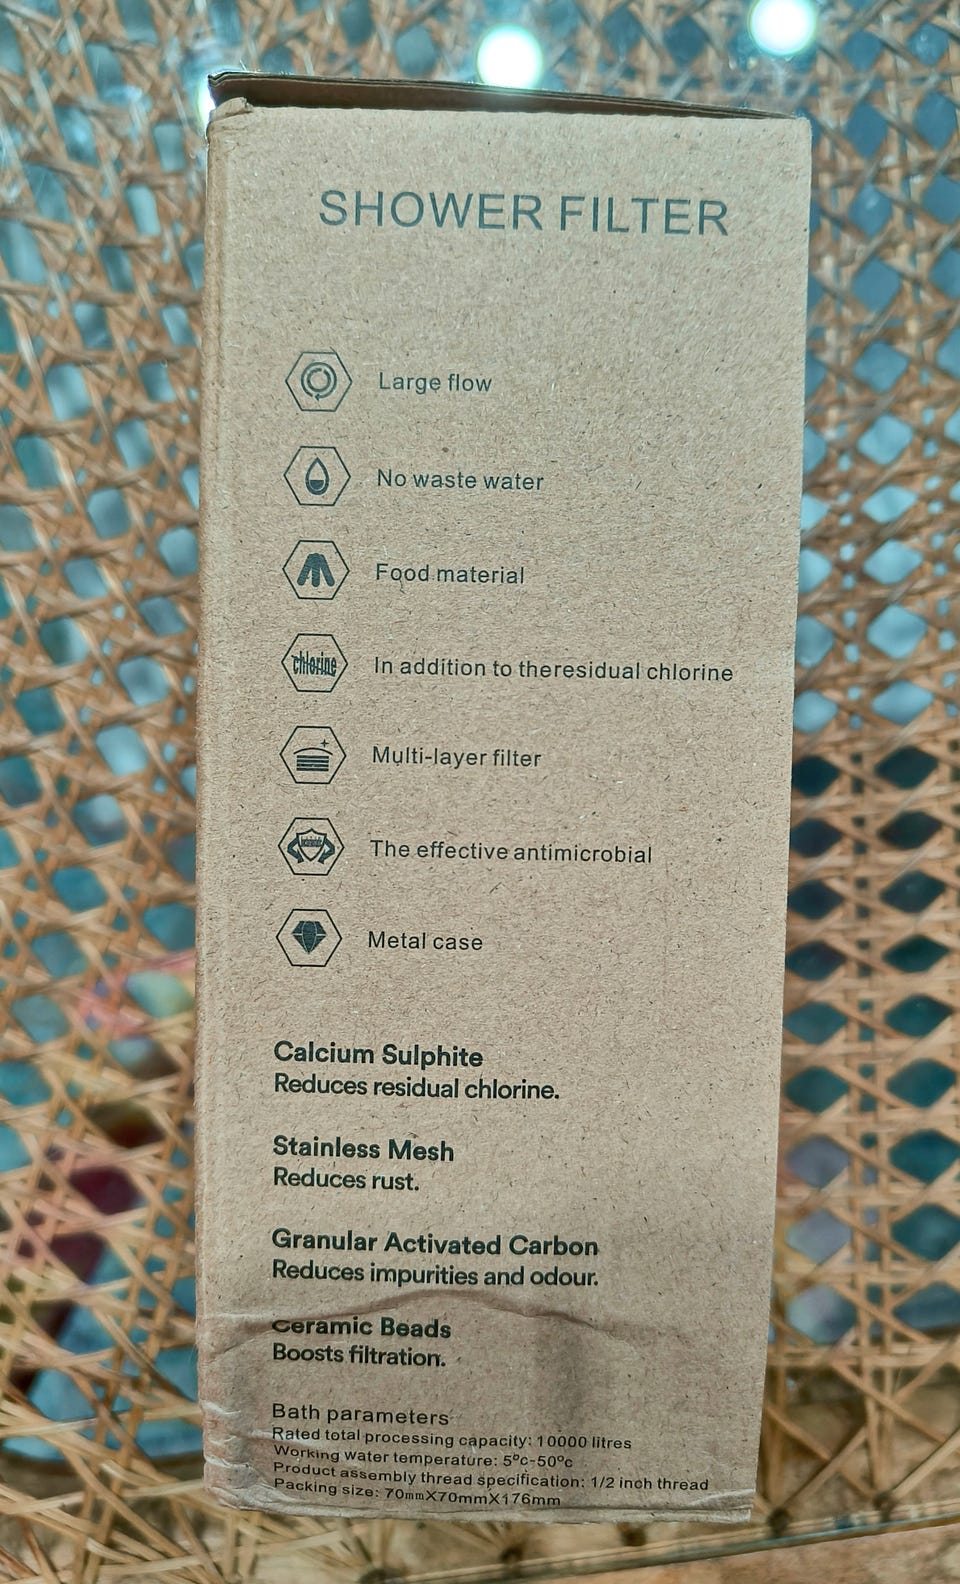 SHOWER FILTER
Large flow
No waste water
Food material
chlorine
In addition to theresidual chlorine
Multi-layer filter
The effective antimicrobial
Metal case
Calcium Sulphite
Reduces residual chlorine.
Stainless Mesh
Reduces rust.
Granular Activated Carbon
Reduces impurities and odour.
Ceramic Beads
Boosts filtration.
Bath parameters
Rated total processing capacity: 10000 litres
Working water temperature: 5ºc-50ºc
Product assembly thread specification: 1/2 inch thread
Packing size: 70mmX70mmX176mm